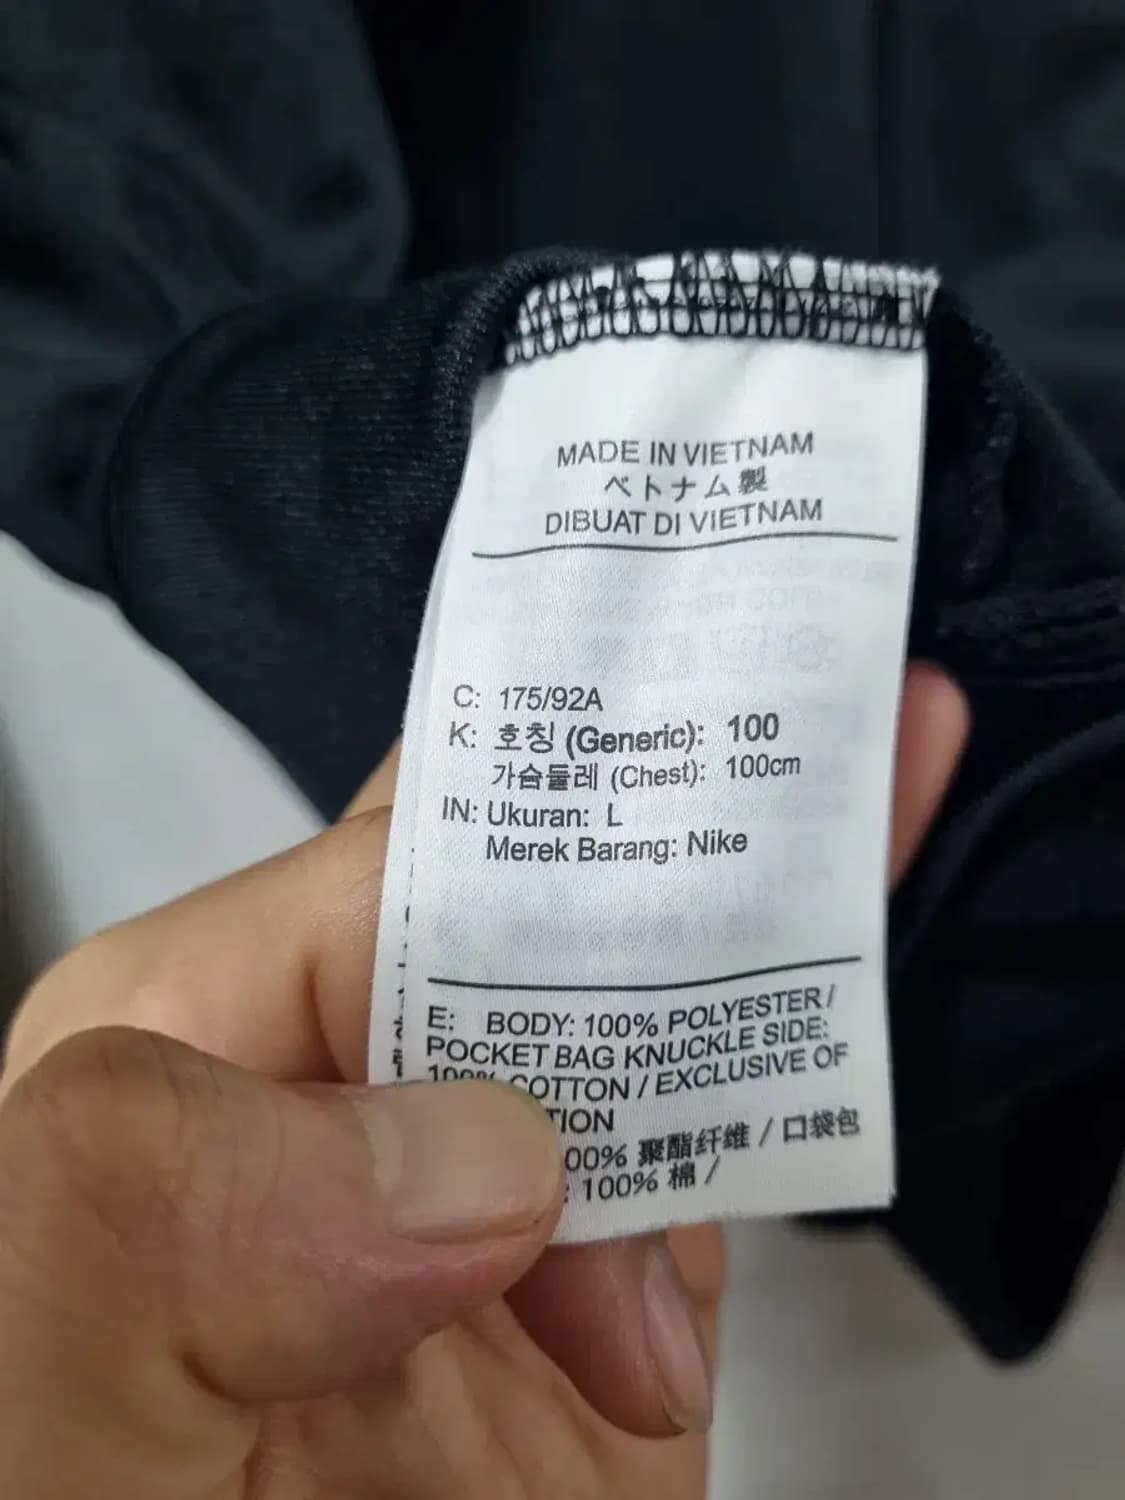 MADE IN VIETNAM
ベトナム製
DIBUAT DI VIETNAM
C: 175/92A
K: 호칭 (Generic): 100
가슴둘레 (Chest): 100cm
IN: Ukuran: L
Merek Barang: Nike
E: BODY: 100% POLYESTER /
POCKET BAG KNUCKLE SIDE:
100% COTTON / EXCLUSIVE OF
TION
00% 聚酯纤维 / 口袋包
: 100% 棉 /